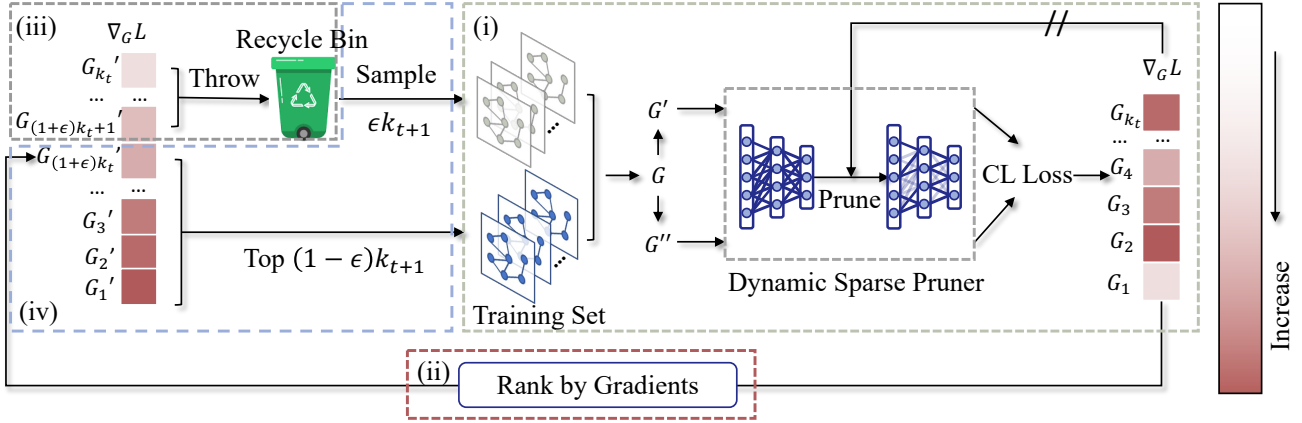 (iii)
∇_G L
G_{k_t}'
... ...
G_{(1+ϵ)k_t+1}'
G_{(1+ϵ)k_t}'
... ...
G_3'
G_2'
G_1'
(iv)
Throw
Recycle Bin
Sample
ϵk_{t+1}
Top (1 − ϵ)k_{t+1}
(i)
...
...
Training Set
G'
G
G''
Prune
Dynamic Sparse Pruner
CL Loss
//
∇_G L
G_{k_t}
... ...
G_4
G_3
G_2
G_1
(ii)
Rank by Gradients
Increase